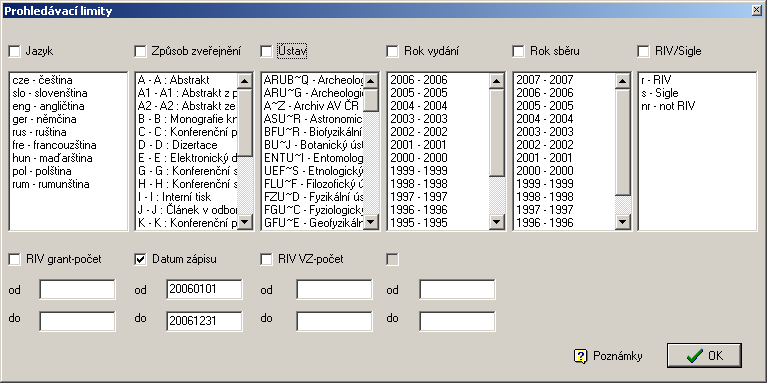 Prohledávací limity
Jazyk
Způsob zveřejnění
Ústav
Rok vydání
Rok sběru
RIV/Sigle
cze - čeština
slo - slovenština
eng - angličtina
ger - němčina
rus - ruština
fre - francouzština
hun - maďarština
pol - polština
rum - rumunština
A - A : Abstrakt
A1 - A1 : Abstrakt z p
A2 - A2 : Abstrakt ze
B - B : Monografie kn
C - C : Konferenční p
D - D : Dizertace
E - E : Elektronický d
G - G : Konferenční s
H - H : Konferenční s
I - I : Interní tisk
J - J : Článek v odbor
K - K : Konferenční p
ARUB~Q - Archeolog
ARU~G - Archeologic
A~Z - Archiv AV ČR
ASU~R - Astronomic
BFU~R - Biofyzikální
BU~J - Botanický úst
ENTU~I - Entomolog
UEF~S - Etnologický
FLU~F - Filozofický ú
FZU~D - Fyzikální ús
FGU~C - Fyziologický
GFU~E - Geofyzikáln
2006 - 2006
2005 - 2005
2004 - 2004
2003 - 2003
2002 - 2002
2001 - 2001
2000 - 2000
1999 - 1999
1998 - 1998
1997 - 1997
1996 - 1996
1995 - 1995
2007 - 2007
2006 - 2006
2005 - 2005
2004 - 2004
2003 - 2003
2002 - 2002
2001 - 2001
2000 - 2000
1999 - 1999
1998 - 1998
1997 - 1997
1996 - 1996
r - RIV
s - Sigle
nr - not RIV
RIV grant-počet
Datum zápisu
RIV VZ-počet
od
od 20060101
od
od
do
do 20061231
do
do
Poznámky
OK